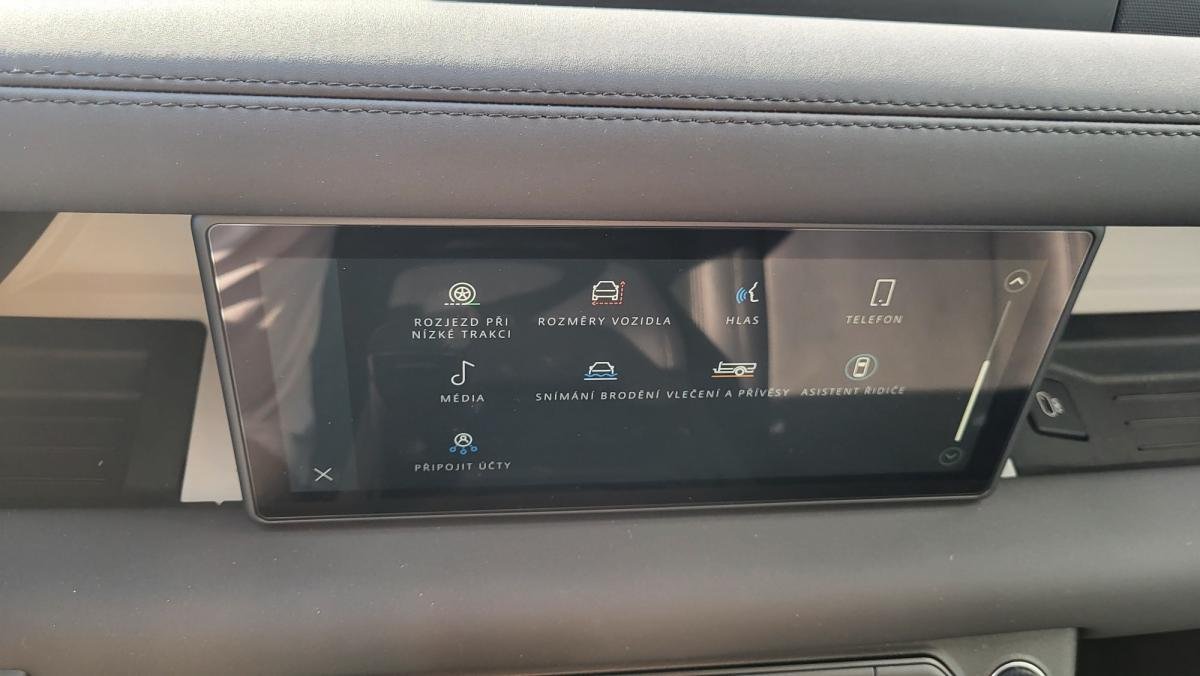 ROZJEZD PŘI
NÍZKÉ TRAKCI
ROZMĚRY VOZIDLA
HLAS
TELEFON
MÉDIA
SNÍMÁNÍ BRODĚNÍ
VLEČENÍ A PŘÍVĚSY
ASISTENT ŘIDIČE
PŘIPOJIT ÚČTY